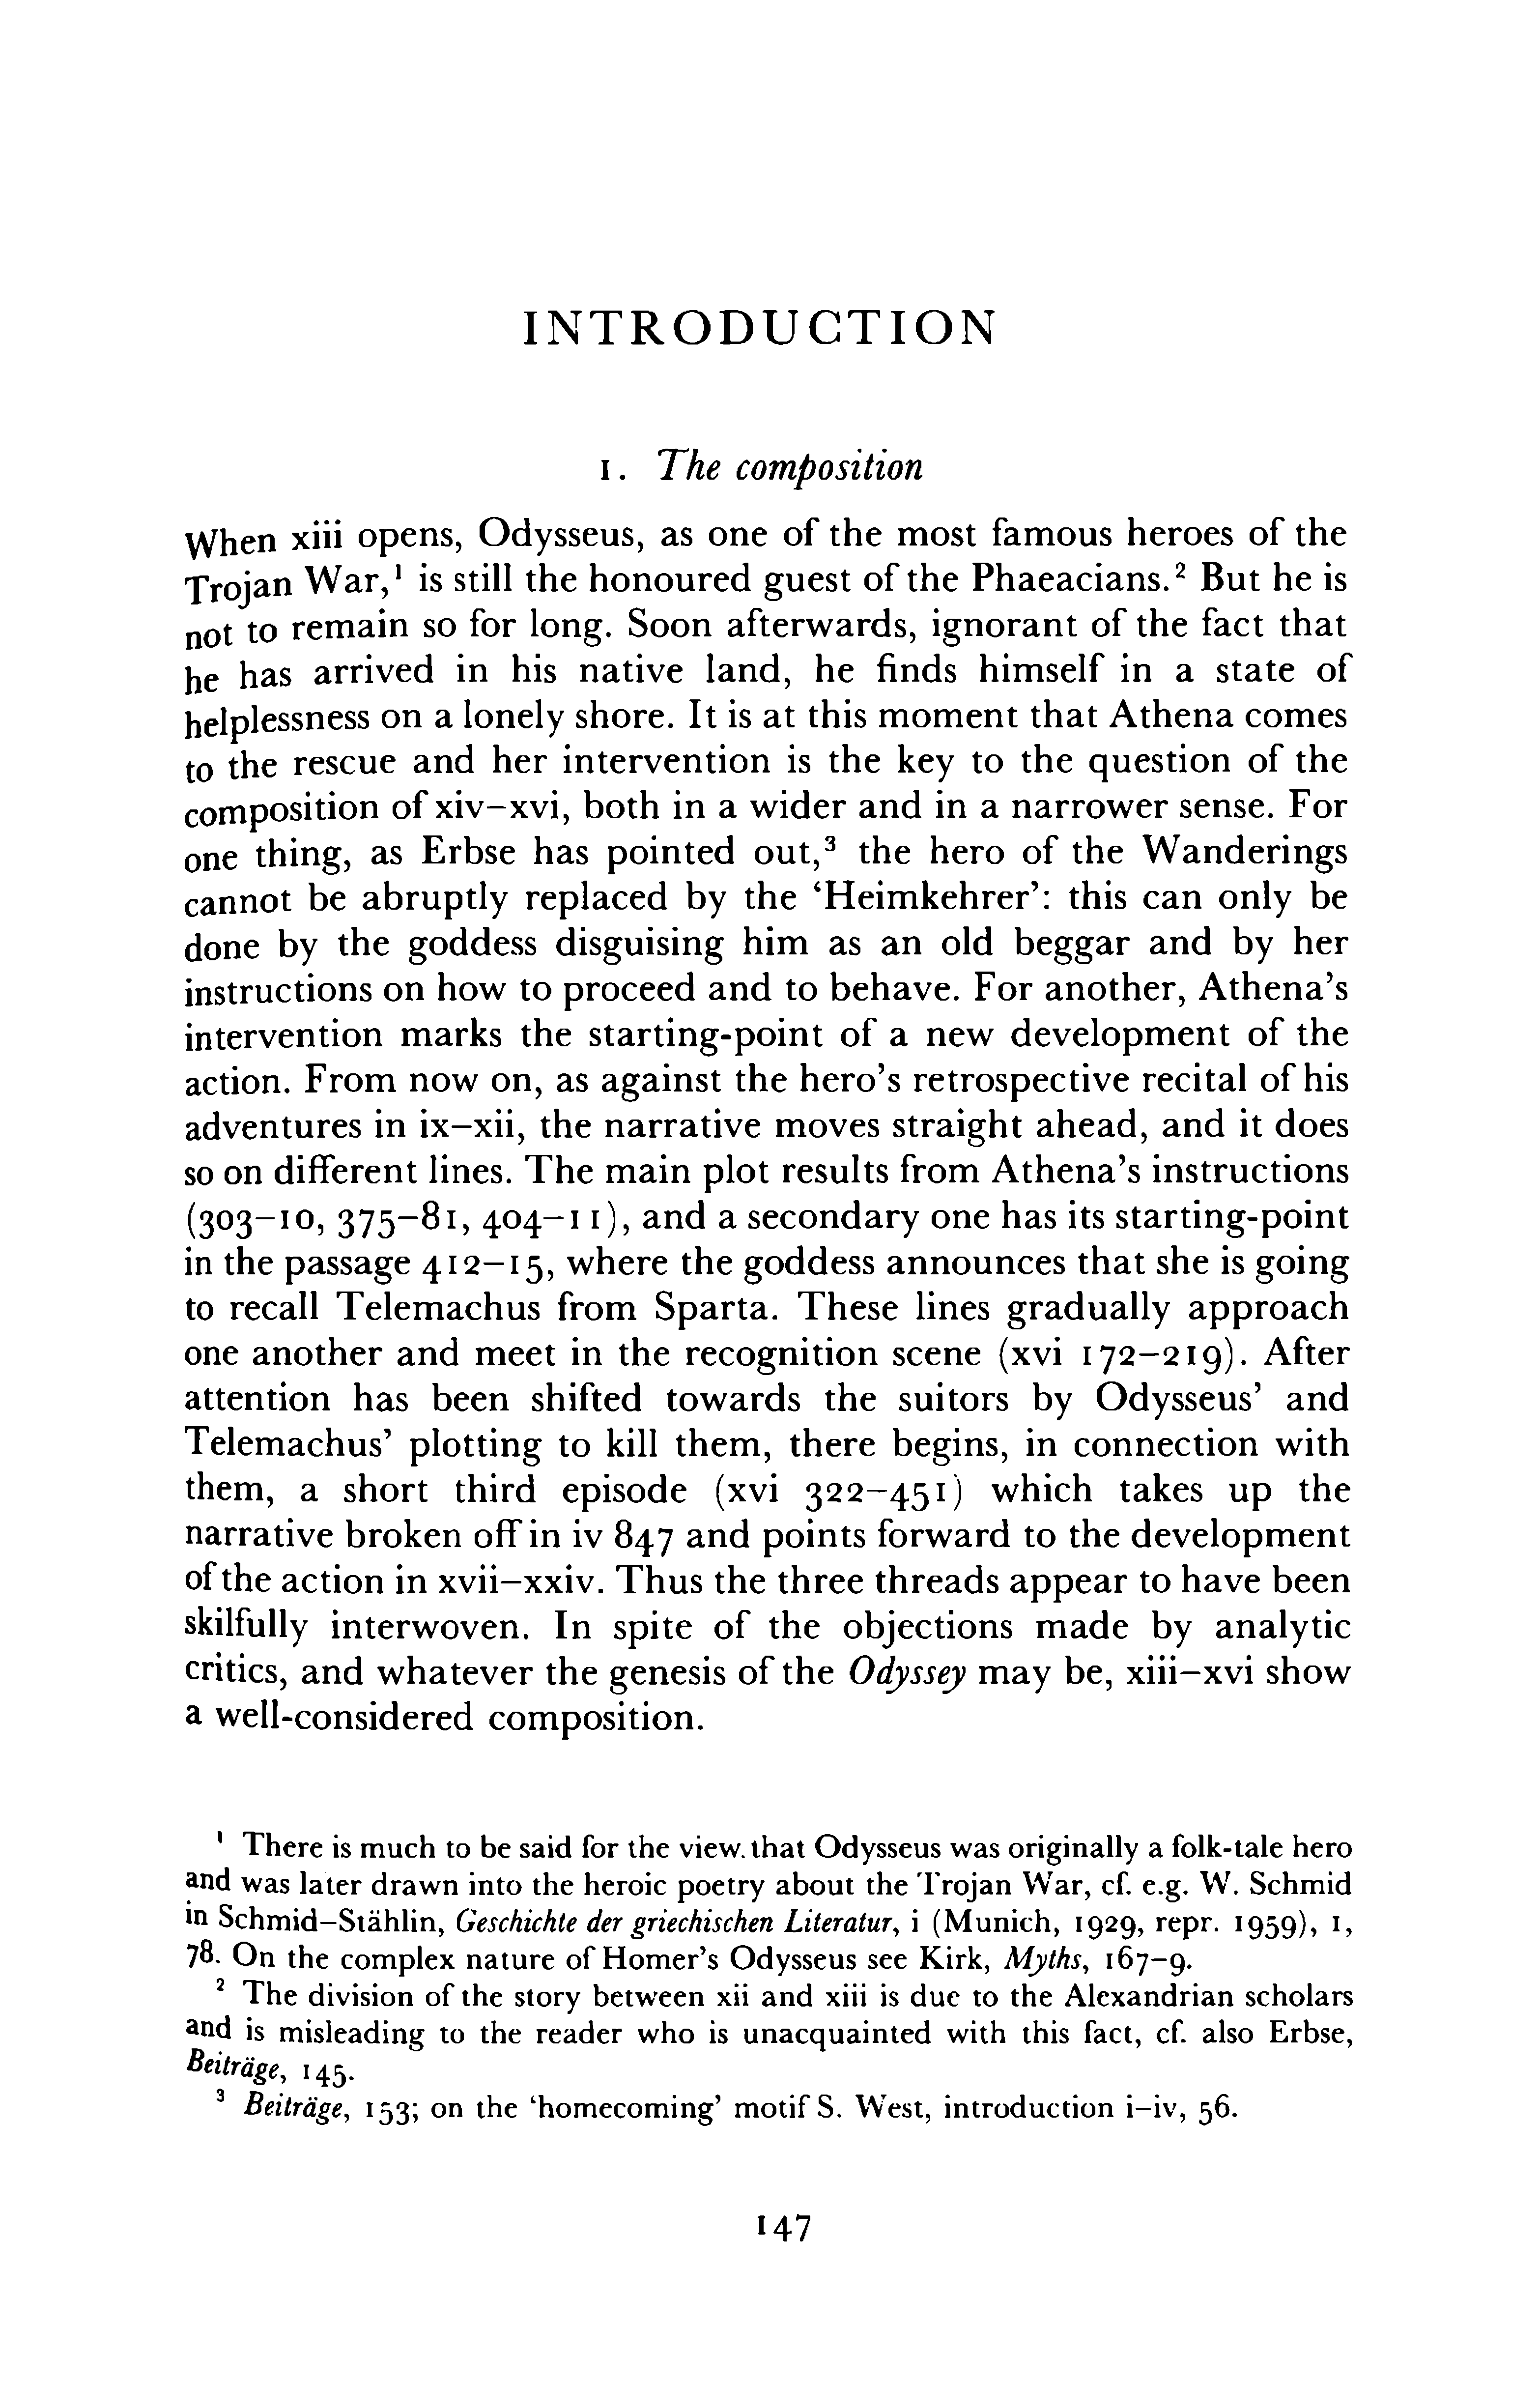 INTRODUCTION
1. The composition
When xiii opens, Odysseus, as one of the most famous heroes of the
Trojan War,¹ is still the honoured guest of the Phaeacians.² But he is
not to remain so for long. Soon afterwards, ignorant of the fact that
he has arrived in his native land, he finds himself in a state of
helplessness on a lonely shore. It is at this moment that Athena comes
to the rescue and her intervention is the key to the question of the
composition of xiv–xvi, both in a wider and in a narrower sense. For
one thing, as Erbse has pointed out,³ the hero of the Wanderings
cannot be abruptly replaced by the ‘Heimkehrer’: this can only be
done by the goddess disguising him as an old beggar and by her
instructions on how to proceed and to behave. For another, Athena’s
intervention marks the starting-point of a new development of the
action. From now on, as against the hero’s retrospective recital of his
adventures in ix–xii, the narrative moves straight ahead, and it does
so on different lines. The main plot results from Athena’s instructions
(303–10, 375–81, 404–11), and a secondary one has its starting-point
in the passage 412–15, where the goddess announces that she is going
to recall Telemachus from Sparta. These lines gradually approach
one another and meet in the recognition scene (xvi 172–219). After
attention has been shifted towards the suitors by Odysseus’ and
Telemachus’ plotting to kill them, there begins, in connection with
them, a short third episode (xvi 322–451) which takes up the
narrative broken off in iv 847 and points forward to the development
of the action in xvii–xxiv. Thus the three threads appear to have been
skilfully interwoven. In spite of the objections made by analytic
critics, and whatever the genesis of the Odyssey may be, xiii–xvi show
a well-considered composition.
¹ There is much to be said for the view that Odysseus was originally a folk-tale hero
and was later drawn into the heroic poetry about the Trojan War, cf. e.g. W. Schmid
in Schmid–Stählin, Geschichte der griechischen Literatur, i (Munich, 1929, repr. 1959), 1,
78. On the complex nature of Homer’s Odysseus see Kirk, Myths, 167–9.
² The division of the story between xii and xiii is due to the Alexandrian scholars
and is misleading to the reader who is unacquainted with this fact, cf. also Erbse,
Beiträge, 145.
³ Beiträge, 153; on the ‘homecoming’ motif S. West, introduction i–iv, 56.
147